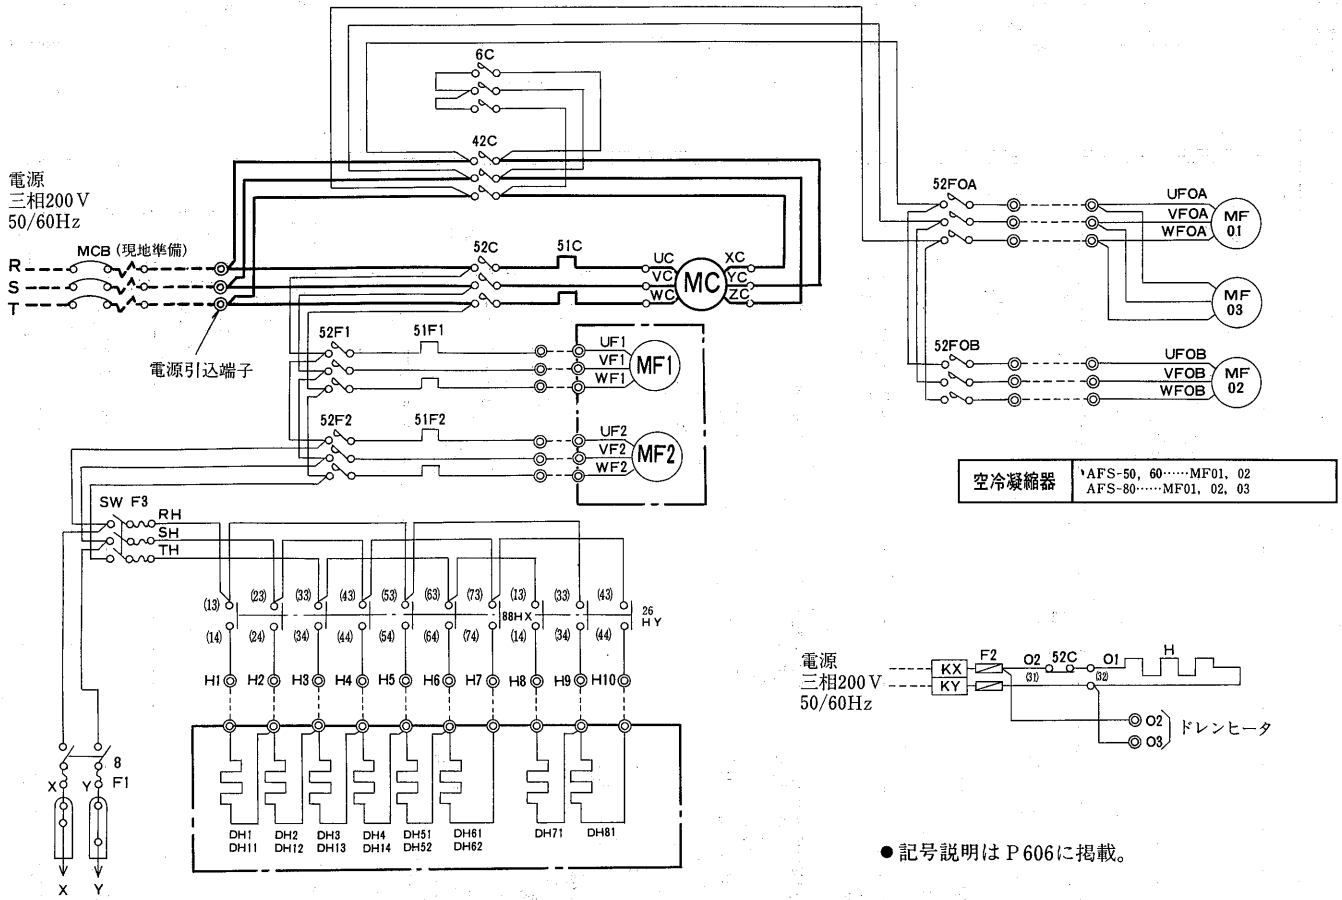 6C
42C
電源
三相200V
50/60Hz
MCB (現地準備)
R
S
T
電源引込端子
52C
51C
UC
VC
WC
MC
XC
YC
ZC
52FOA
UFOA
VFOA
WFOA
MF
01
MF
03
52FOB
UFOB
VFOB
WFOB
MF
02
52F1
51F1
UF1
VF1
WF1
MF1
52F2
51F2
UF2
VF2
WF2
MF2
空冷凝縮器
AFS-50, 60……MF01, 02
AFS-80……MF01, 02, 03
SW F3
RH
SH
TH
(13) (23) (33) (43) (53) (63) (73) (13) (33) (43)
88HX
26
HY
(14) (24) (34) (44) (54) (64) (74) (14) (34) (44)
H1 H2 H3 H4 H5 H6 H7 H8 H9 H10
8
F1
X Y
DH1 DH2 DH3 DH4 DH51 DH61 DH71 DH81
DH11 DH12 DH13 DH14 DH52 DH62
X Y
電源
三相200V
50/60Hz
KX
KY
F2
O2
(31)
52C
O1
(32)
H
O2
O3
ドレンヒータ
●記号説明はP606に掲載。